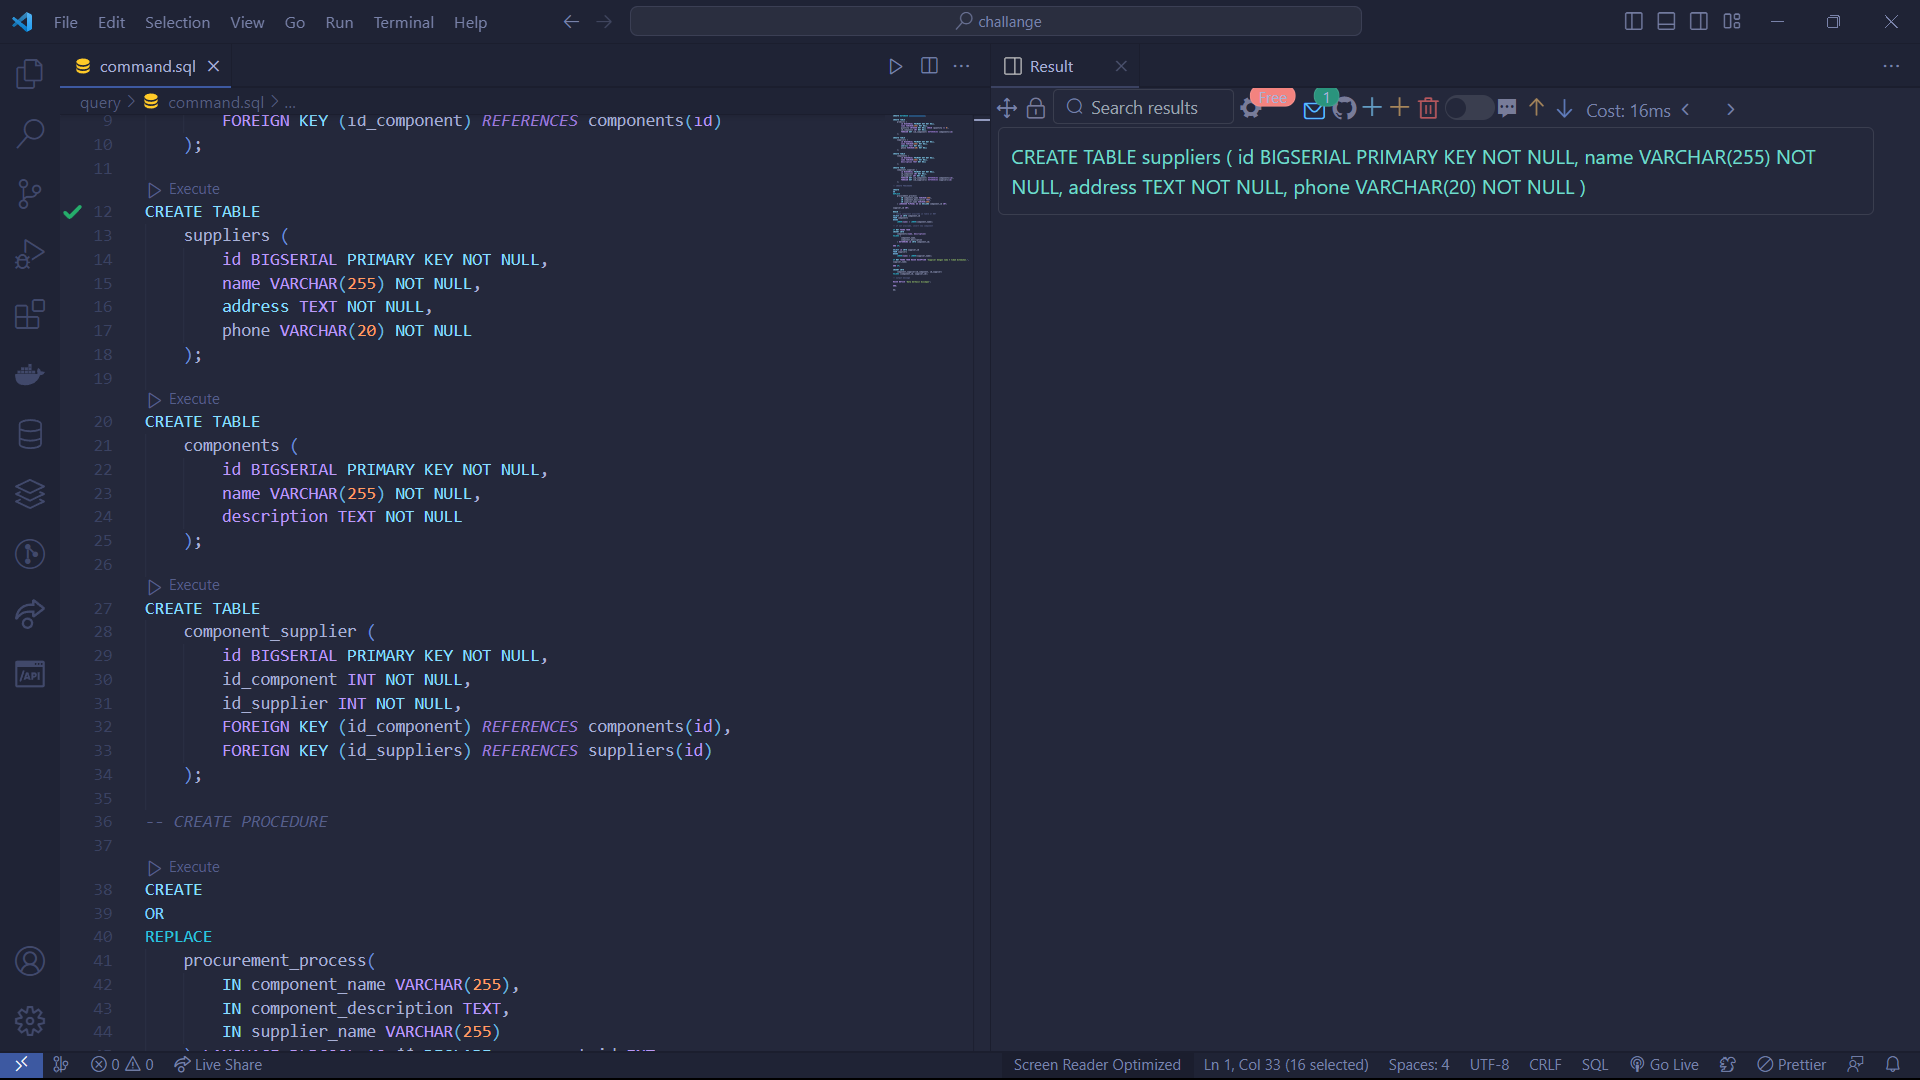 File Edit Selection View Go Run Terminal Help
challange
command.sql
Result
query > command.sql > ...
Search results
Free
1
Cost: 16ms
CREATE TABLE suppliers ( id BIGSERIAL PRIMARY KEY NOT NULL, name VARCHAR(255) NOT
NULL, address TEXT NOT NULL, phone VARCHAR(20) NOT NULL )
9 FOREIGN KEY (id_component) REFERENCES components(id)
10 );
11
Execute
12 CREATE TABLE
13 suppliers (
14 id BIGSERIAL PRIMARY KEY NOT NULL,
15 name VARCHAR(255) NOT NULL,
16 address TEXT NOT NULL,
17 phone VARCHAR(20) NOT NULL
18 );
19
Execute
20 CREATE TABLE
21 components (
22 id BIGSERIAL PRIMARY KEY NOT NULL,
23 name VARCHAR(255) NOT NULL,
24 description TEXT NOT NULL
25 );
26
Execute
27 CREATE TABLE
28 component_supplier (
29 id BIGSERIAL PRIMARY KEY NOT NULL,
30 id_component INT NOT NULL,
31 id_supplier INT NOT NULL,
32 FOREIGN KEY (id_component) REFERENCES components(id),
33 FOREIGN KEY (id_suppliers) REFERENCES suppliers(id)
34 );
35
36 -- CREATE PROCEDURE
37
Execute
38 CREATE
39 OR
40 REPLACE
41 procurement_process(
42 IN component_name VARCHAR(255),
43 IN component_description TEXT,
44 IN supplier_name VARCHAR(255)
/API
0 0 Live Share
Screen Reader Optimized Ln 1, Col 33 (16 selected) Spaces: 4 UTF-8 CRLF SQL Go Live Prettier